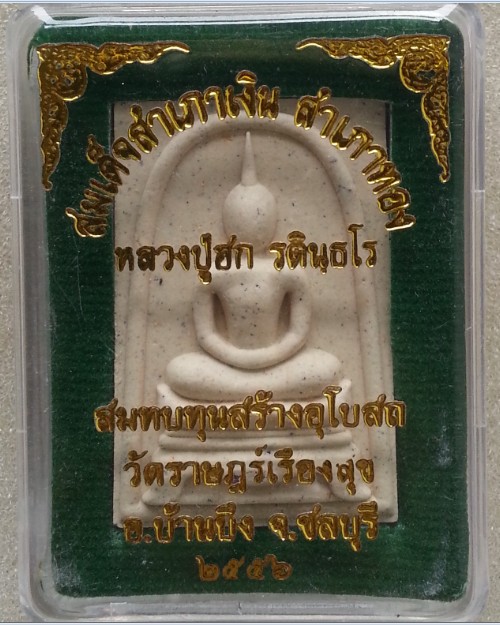 สมเด็จสำเภาเงิน สำเภาทอง
หลวงปู่ฮก รตินฺธโร
สมทบทุนสร้างอุโบสถ
วัดราษฎร์เรืองสุข
อ.บ้านบึง จ.ชลบุรี
๒๕๕๖